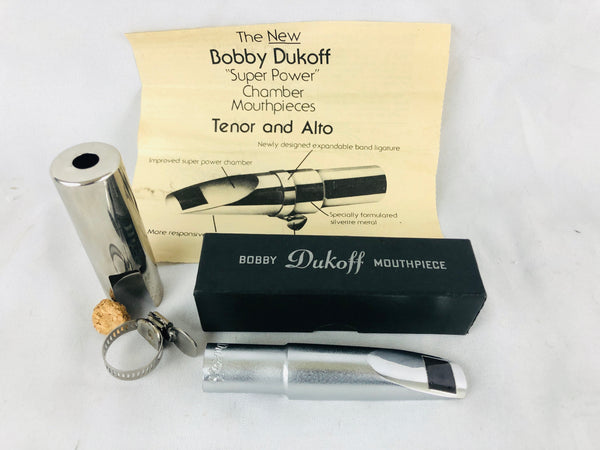 The New
Bobby Dukoff
"Super Power"
Chamber
Mouthpieces
Tenor and Alto
Newly designed expandable band ligature
Improved super power chamber
Specially formulated
silverite metal
More responsive
BOBBY Dukoff MOUTHPIECE